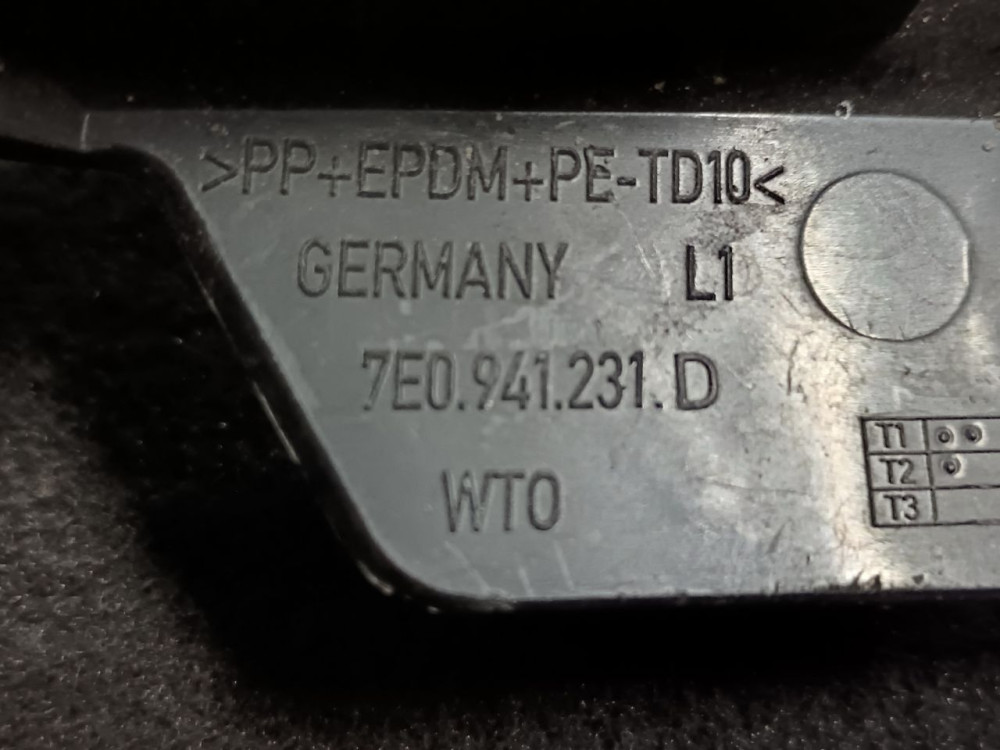 >PP+EPDM+PE-TD10<
GERMANY L1
7E0.941.231.D
WTO
T1
T2
T3